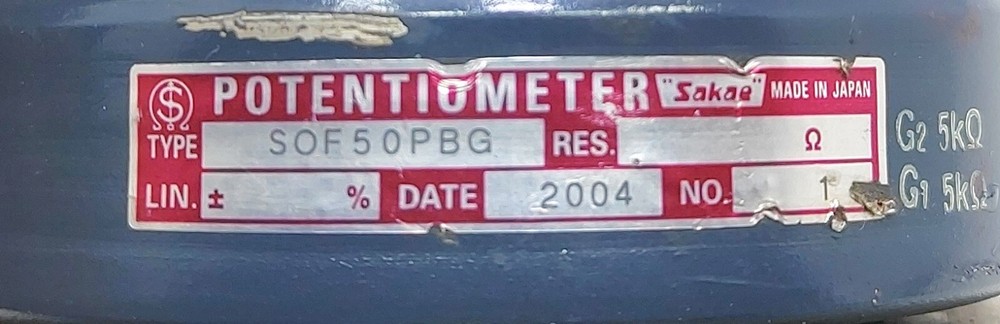 POTENTIOMETER "Sakae" MADE IN JAPAN
TYPE SOF50PBG RES. Ω G2 5kΩ
LIN. ± % DATE 2004 NO. 1 G1 5kΩ